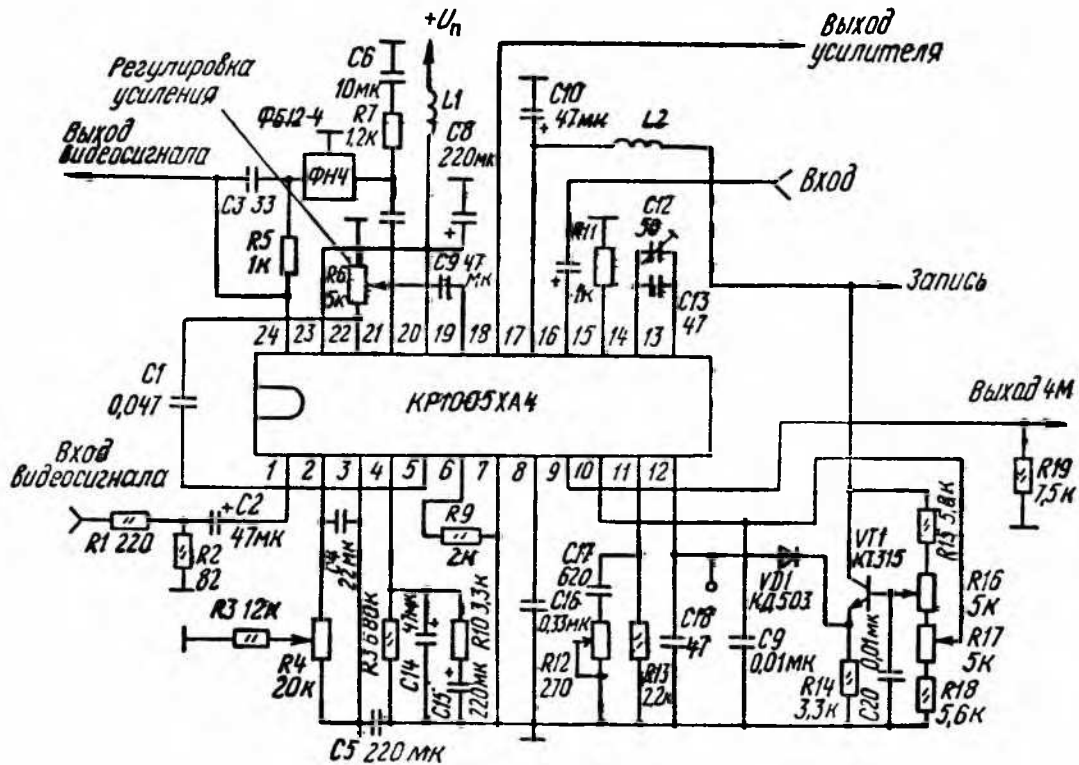 +Uп
Выход
усилителя
Регулировка
усиления
C6
10мк
R7
1,2к
L1
C8
220мк
C10
47мк
L2
ФБ12-4
ФНЧ
Выход
видеосигнала
C3 33
Вход
R5
1к
R6
5к
C9 47
мк
R11
1к
C12
50
C13
47
Запись
24 23 22 21 20 19 18 17 16 15 14 13
C1
0,047
КР1005ХА4
Выход 4М
1 2 3 4 5 6 7 8 9 10 11 12
Вход
видеосигнала
R1 220
C2
47мк
R2
82
C4
22мк
R9
2к
R19
7,5к
R3 12к
R4
20к
R3 680к
C14
47мк
R10 3,3к
C15
220мк
C17
620
C16
0,33мк
R12
270
R13
2,2к
C18
47
VD1
КД503
C9
0,01мк
VT1
КТ315
R15 5,8к
R16
5к
R17
5к
R14
3,3к
C20
0,01мк
R18
5,6к
C5 220 мк